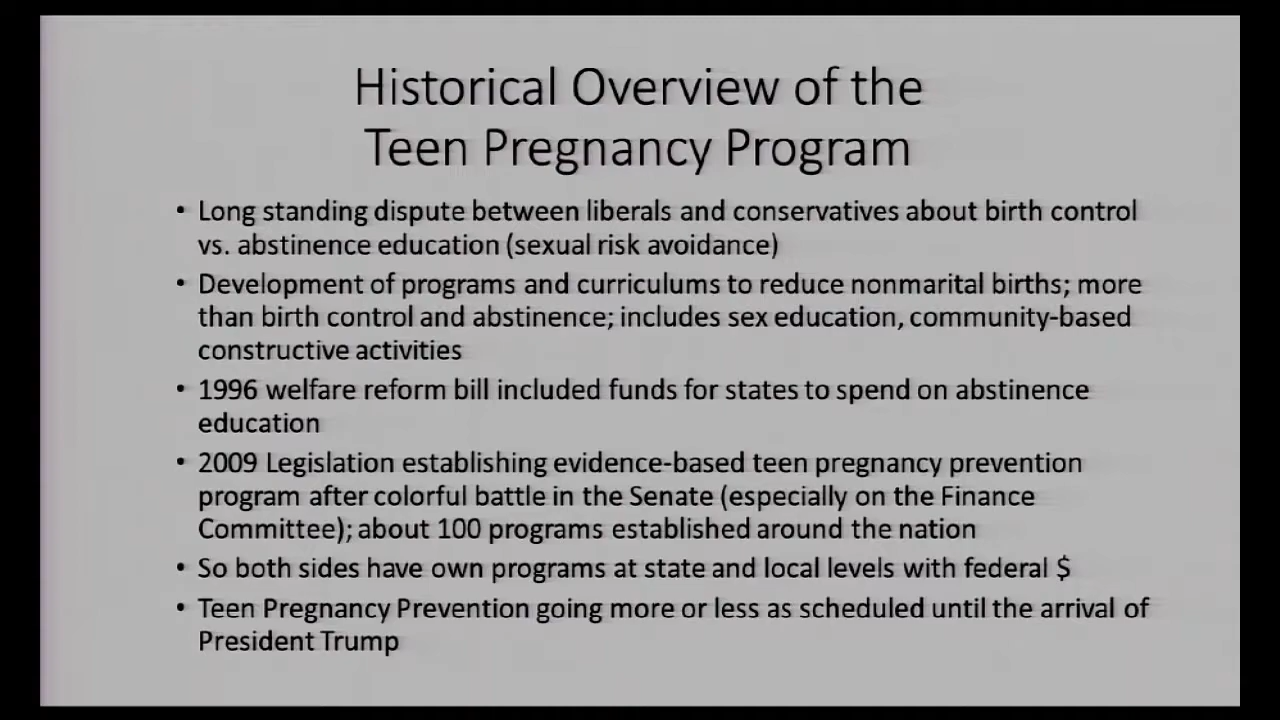 Historical Overview of the
Teen Pregnancy Program
• Long standing dispute between liberals and conservatives about birth control
vs. abstinence education (sexual risk avoidance)
• Development of programs and curriculums to reduce nonmarital births; more
than birth control and abstinence; includes sex education, community-based
constructive activities
• 1996 welfare reform bill included funds for states to spend on abstinence
education
• 2009 Legislation establishing evidence-based teen pregnancy prevention
program after colorful battle in the Senate (especially on the Finance
Committee); about 100 programs established around the nation
• So both sides have own programs at state and local levels with federal $
• Teen Pregnancy Prevention going more or less as scheduled until the arrival of
President Trump